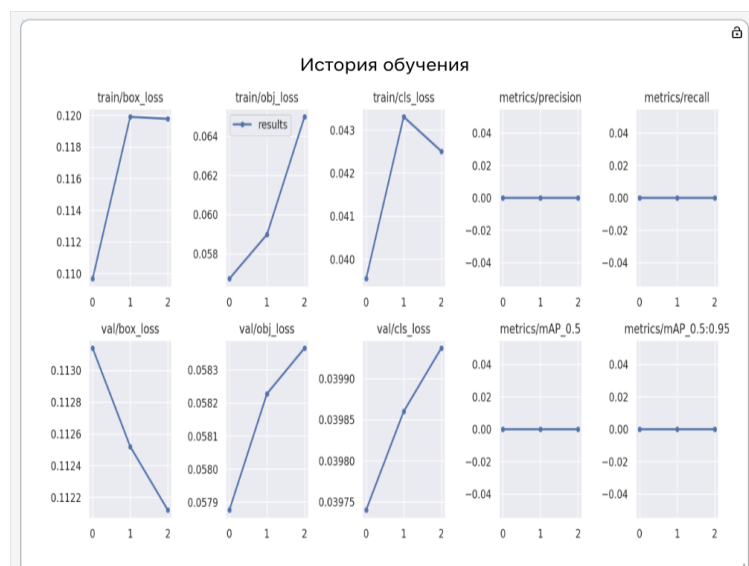 История обучения
train/box_loss
train/obj_loss
train/cls_loss
metrics/precision
metrics/recall
0.120
0.118
0.116
0.114
0.112
0.110
0 1 2
results
0.064
0.062
0.060
0.058
0 1 2
0.043
0.042
0.041
0.040
0 1 2
0.04
0.02
0.00
−0.02
−0.04
0 1 2
0.04
0.02
0.00
−0.02
−0.04
0 1 2
val/box_loss
val/obj_loss
val/cls_loss
metrics/mAP_0.5
metrics/mAP_0.5:0.95
0.1130
0.1128
0.1126
0.1124
0.1122
0 1 2
0.0583
0.0582
0.0581
0.0580
0.0579
0 1 2
0.03990
0.03985
0.03980
0.03975
0 1 2
0.04
0.02
0.00
−0.02
−0.04
0 1 2
0.04
0.02
0.00
−0.02
−0.04
0 1 2